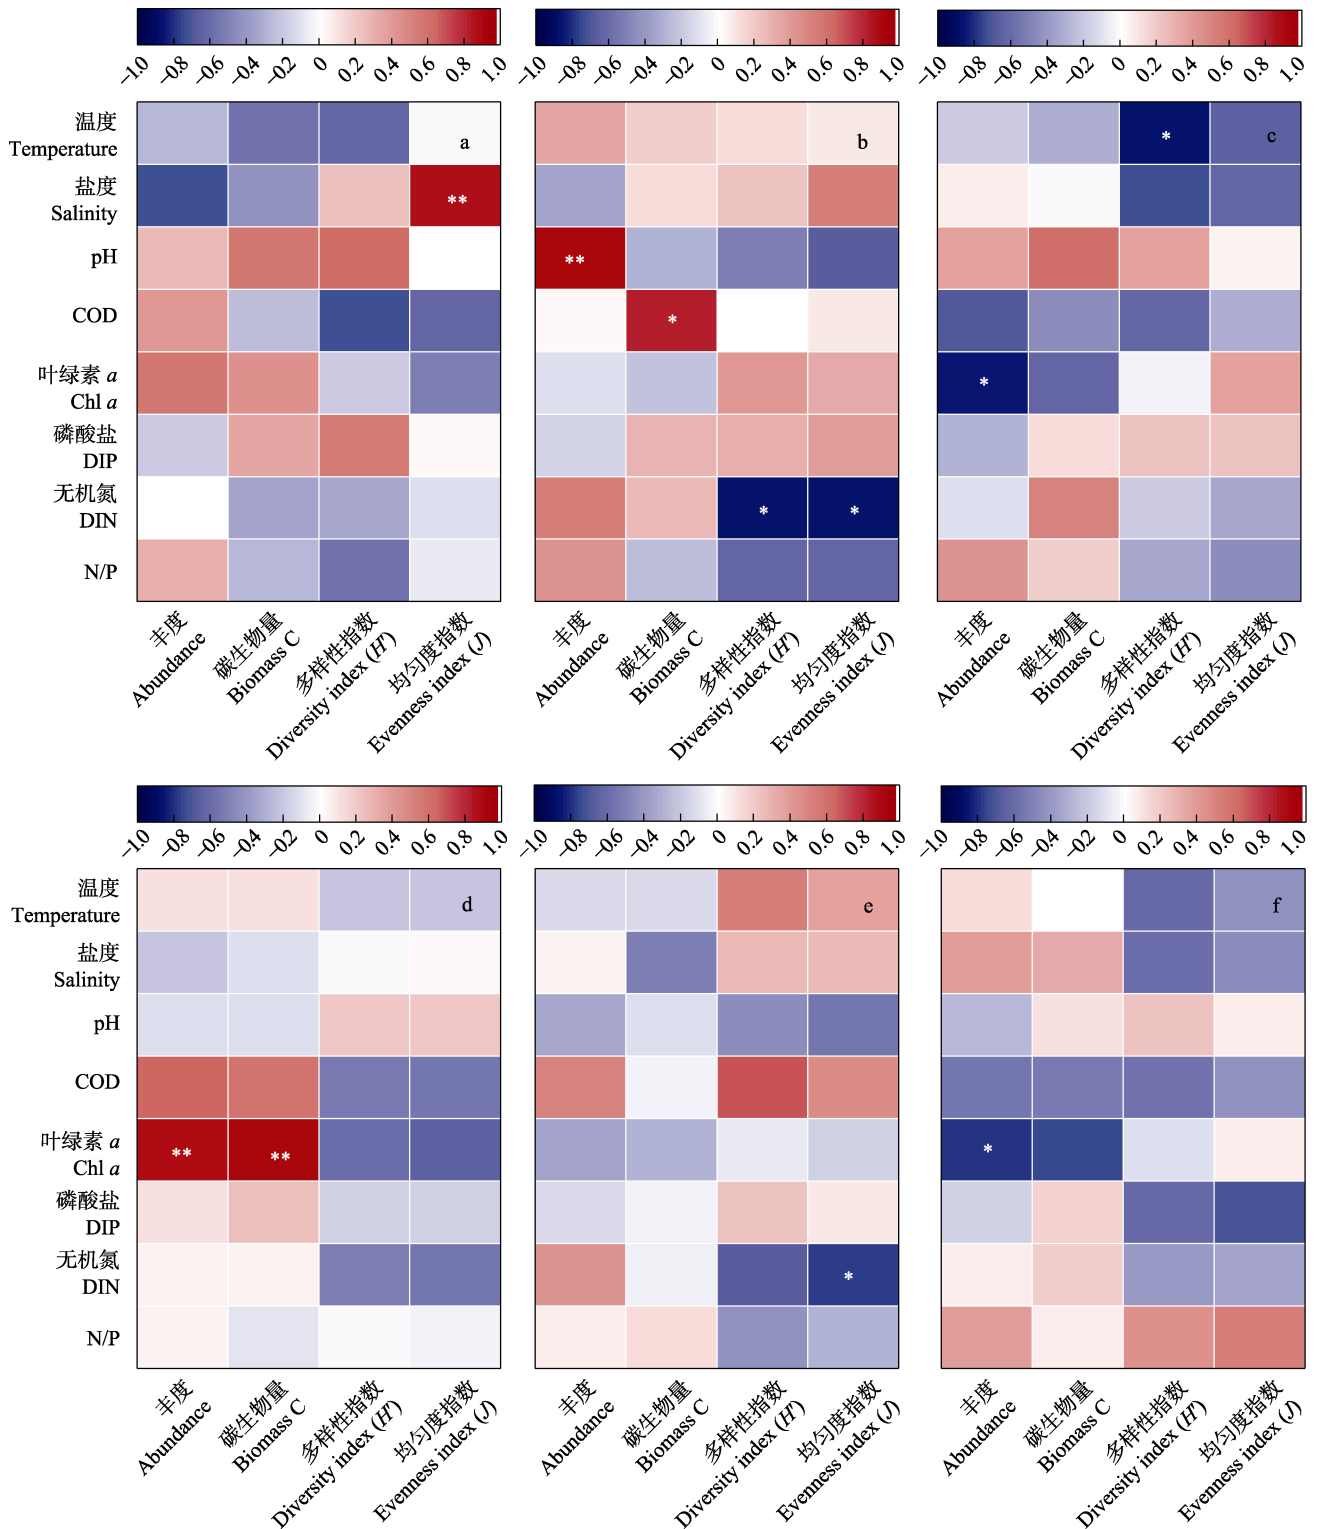 -1.0 -0.8 -0.6 -0.4 -0.2 0 0.2 0.4 0.6 0.8 1.0
-1.0 -0.8 -0.6 -0.4 -0.2 0 0.2 0.4 0.6 0.8 1.0
-1.0 -0.8 -0.6 -0.4 -0.2 0 0.2 0.4 0.6 0.8 1.0
温度
Temperature
盐度
Salinity
pH
COD
叶绿素 a
Chl a
磷酸盐
DIP
无机氮
DIN
N/P
a
**
b
**
*
*
*
c
*
*
丰度
Abundance
碳生物量
Biomass C
多样性指数
Diversity index (H')
均匀度指数
Evenness index (J)
丰度
Abundance
碳生物量
Biomass C
多样性指数
Diversity index (H')
均匀度指数
Evenness index (J)
丰度
Abundance
碳生物量
Biomass C
多样性指数
Diversity index (H')
均匀度指数
Evenness index (J)
-1.0 -0.8 -0.6 -0.4 -0.2 0 0.2 0.4 0.6 0.8 1.0
-1.0 -0.8 -0.6 -0.4 -0.2 0 0.2 0.4 0.6 0.8 1.0
-1.0 -0.8 -0.6 -0.4 -0.2 0 0.2 0.4 0.6 0.8 1.0
温度
Temperature
盐度
Salinity
pH
COD
叶绿素 a
Chl a
磷酸盐
DIP
无机氮
DIN
N/P
d
**
**
e
*
f
*
丰度
Abundance
碳生物量
Biomass C
多样性指数
Diversity index (H')
均匀度指数
Evenness index (J)
丰度
Abundance
碳生物量
Biomass C
多样性指数
Diversity index (H')
均匀度指数
Evenness index (J)
丰度
Abundance
碳生物量
Biomass C
多样性指数
Diversity index (H')
均匀度指数
Evenness index (J)